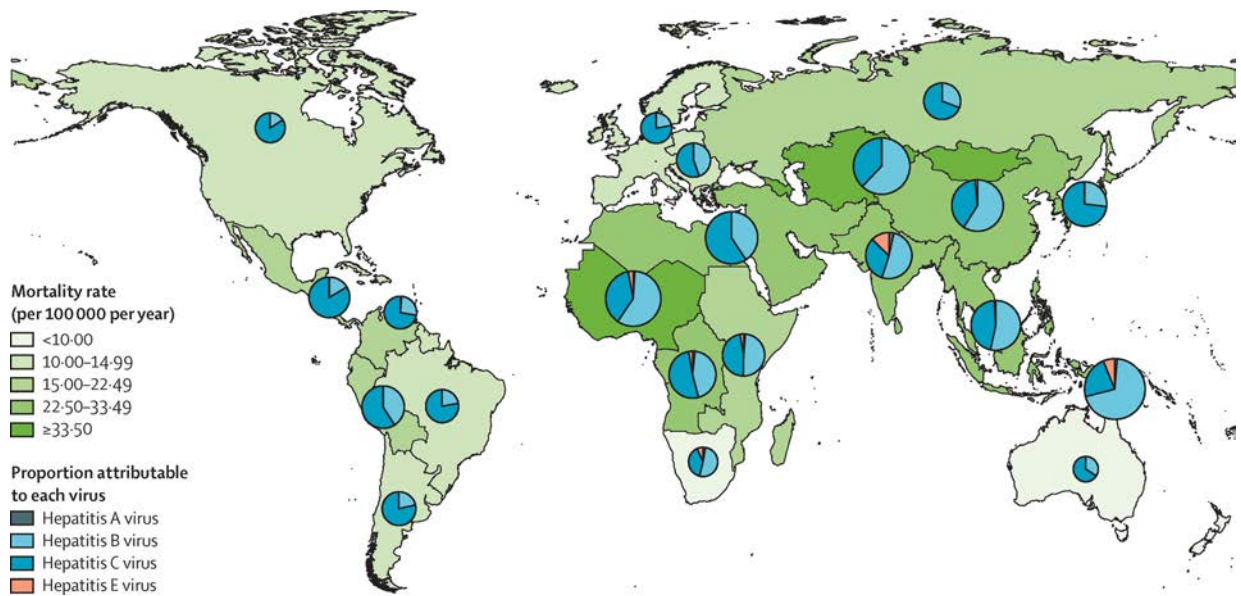 Mortality rate
(per 100 000 per year)
<10·00
10·00–14·99
15·00–22·49
22·50–33·49
≥33·50
Proportion attributable
to each virus
Hepatitis A virus
Hepatitis B virus
Hepatitis C virus
Hepatitis E virus